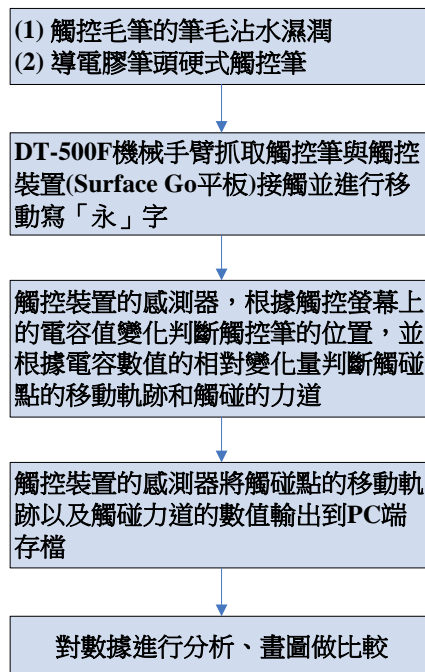 (1) 觸控毛筆的筆毛沾水濕潤
(2) 導電膠筆頭硬式觸控筆
DT-500F機械手臂抓取觸控筆與觸控
裝置(Surface Go平板)接觸並進行移
動寫「永」字
觸控裝置的感測器，根據觸控螢幕上
的電容值變化判斷觸控筆的位置，並
根據電容數值的相對變化量判斷觸碰
點的移動軌跡和觸碰的力道
觸控裝置的感測器將觸碰點的移動軌
跡以及觸碰力道的數值輸出到PC端
存檔
對數據進行分析、畫圖做比較